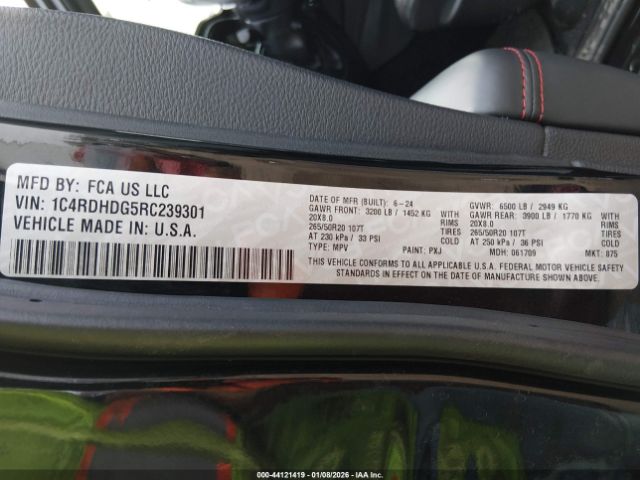 MFD BY: FCA US LLC
VIN: 1C4RDHDG5RC239301
VEHICLE MADE IN: U.S.A.
DATE OF MFR (BUILT): 6-24
GAWR FRONT: 3200 LB / 1452 KG WITH
20X8.0 RIMS
265/50R20 107T TIRES
AT 230 kPa / 33 PSI COLD
TYPE: MPV PAINT: PXJ
GVWR: 6500 LB / 2949 KG
GAWR REAR: 3900 LB / 1770 KG WITH
20X8.0 RIMS
265/50R20 107T TIRES
AT 250 kPa / 36 PSI COLD
MDH: 061709 MKT: 875
THIS VEHICLE CONFORMS TO ALL APPLICABLE U.S.A. FEDERAL MOTOR VEHICLE SAFETY
STANDARDS IN EFFECT ON THE DATE OF MANUFACTURE SHOWN ABOVE.
000-44121419 | 01/08/2026 - IAA Inc.